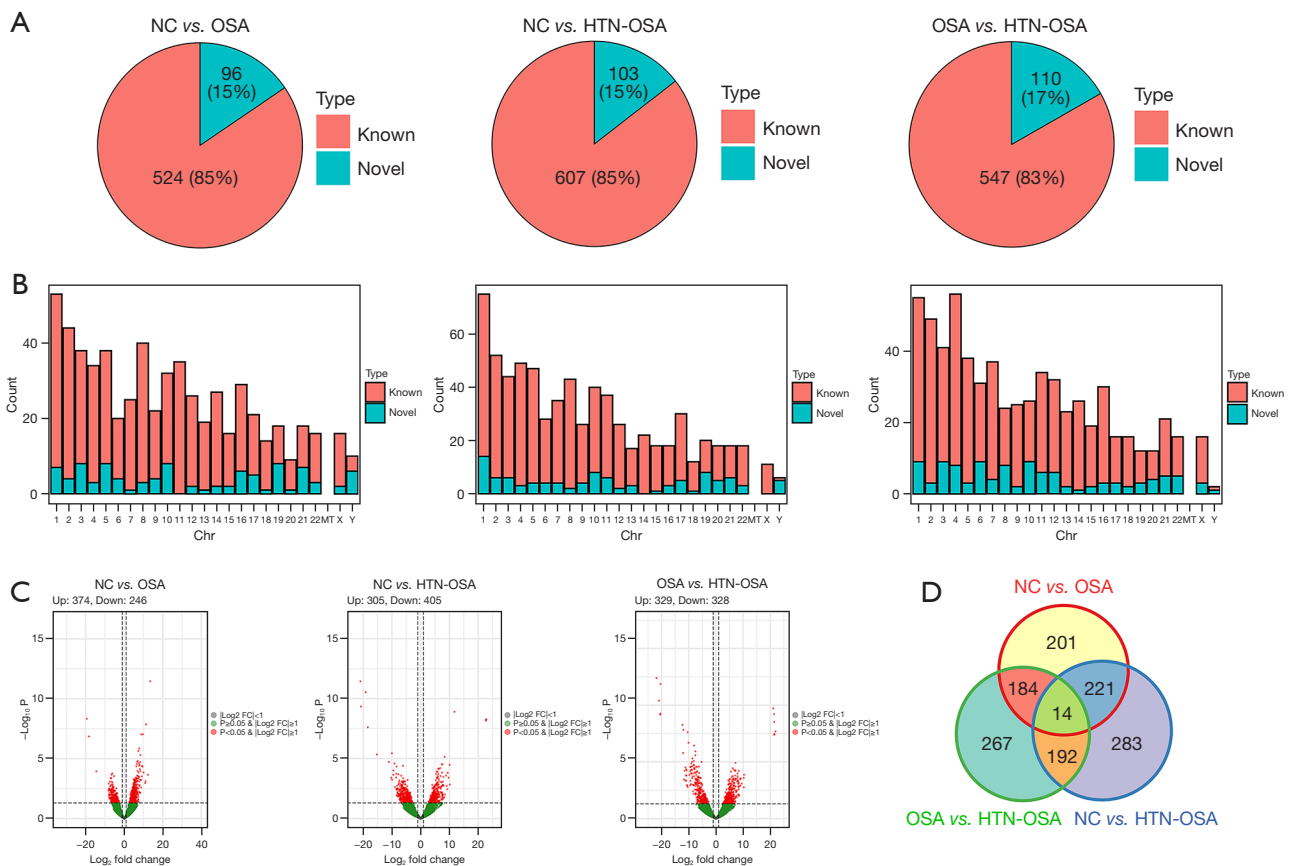 A
NC vs. OSA
96
(15%)
524 (85%)
Type
Known
Novel
NC vs. HTN-OSA
103
(15%)
607 (85%)
Type
Known
Novel
OSA vs. HTN-OSA
110
(17%)
547 (83%)
Type
Known
Novel
B
Count
40
20
0
1 2 3 4 5 6 7 8 9 10 11 12 13 14 15 16 17 18 19 20 21 22 MT X Y
Chr
Type
Known
Novel
Count
60
40
20
0
1 2 3 4 5 6 7 8 9 10 11 12 13 14 15 16 17 18 19 20 21 22 MT X Y
Chr
Type
Known
Novel
Count
40
20
0
1 2 3 4 5 6 7 8 9 10 11 12 13 14 15 16 17 18 19 20 21 22 MT X Y
Chr
Type
Known
Novel
C
NC vs. OSA
Up: 374, Down: 246
–Log10 P
15
10
5
0
–20 0 20 40
Log2 fold change
|Log2 FC|<1
P≥0.05 & |Log2 FC|≥1
P<0.05 & |Log2 FC|≥1
NC vs. HTN-OSA
Up: 305, Down: 405
–Log10 P
15
10
5
0
–20 0 20
Log2 fold change
|Log2 FC|<1
P≥0.05 & |Log2 FC|≥1
P<0.05 & |Log2 FC|≥1
OSA vs. HTN-OSA
Up: 329, Down: 328
–Log10 P
15
10
5
0
–20 0 20
Log2 fold change
|Log2 FC|<1
P≥0.05 & |Log2 FC|≥1
P<0.05 & |Log2 FC|≥1
D
NC vs. OSA
201
184
221
14
267
192
283
OSA vs. HTN-OSA
NC vs. HTN-OSA